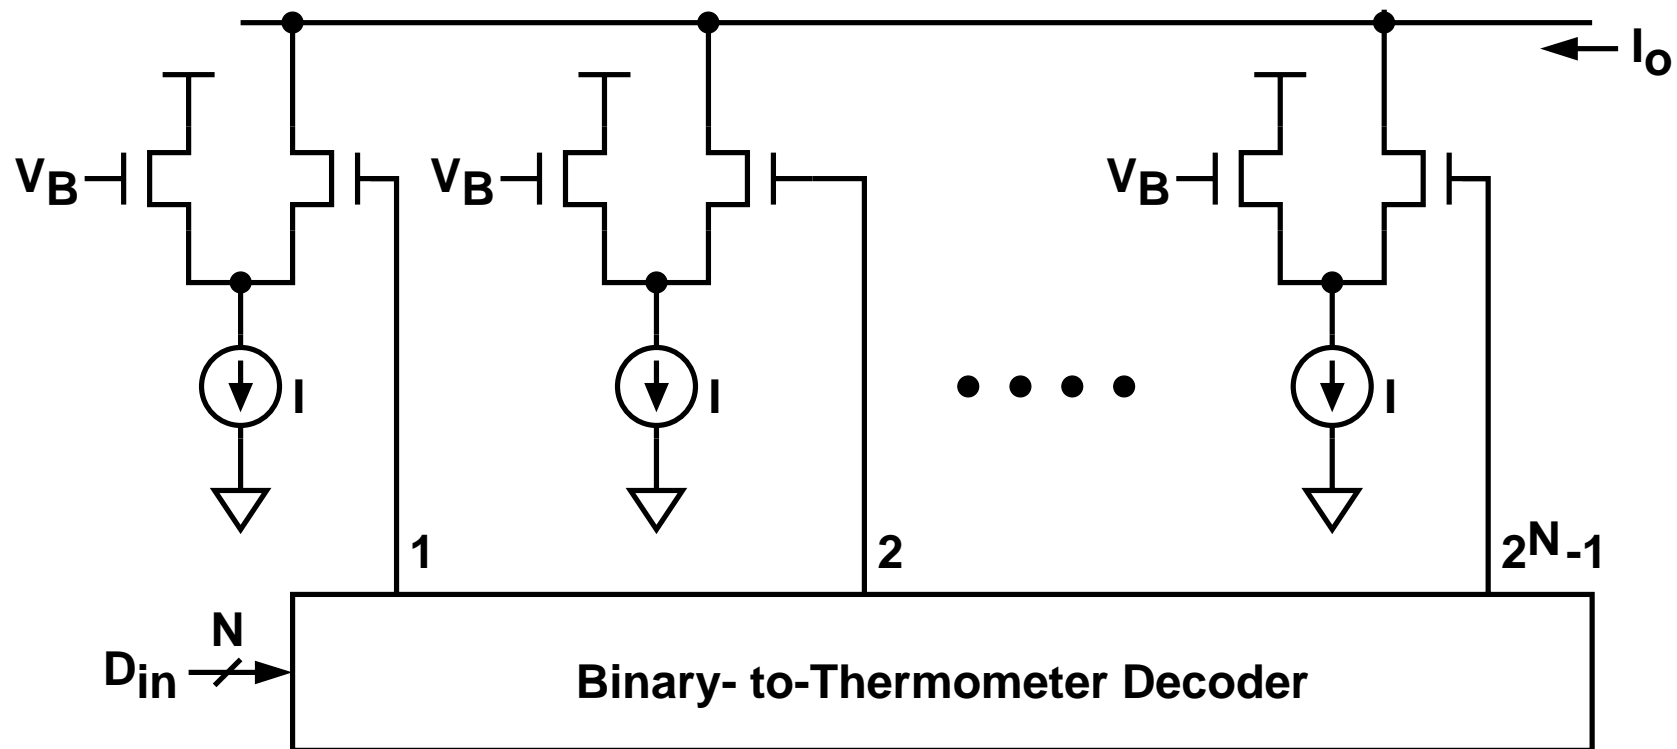 Io
VB
VB
VB
I
I
I
1
2
2N-1
N
Din
Binary- to-Thermometer Decoder